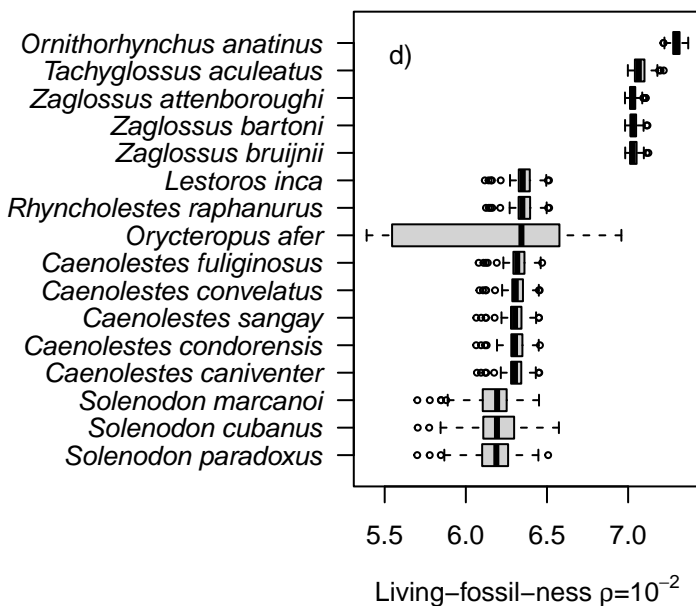 d)
Ornithorhynchus anatinus
Tachyglossus aculeatus
Zaglossus attenboroughi
Zaglossus bartoni
Zaglossus bruijnii
Lestoros inca
Rhyncholestes raphanurus
Orycteropus afer
Caenolestes fuliginosus
Caenolestes convelatus
Caenolestes sangay
Caenolestes condorensis
Caenolestes caniventer
Solenodon marcanoi
Solenodon cubanus
Solenodon paradoxus
5.5 6.0 6.5 7.0
Living−fossil−ness ρ=10⁻²